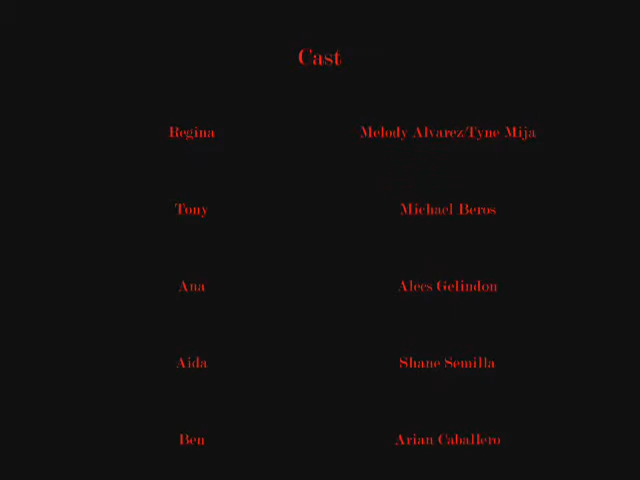 Cast
Regina Melody Alvarez/Tyne Mija
Tony Michael Beros
Ana Alecs Gelindon
Aida Shane Semilla
Ben Arian Caballero